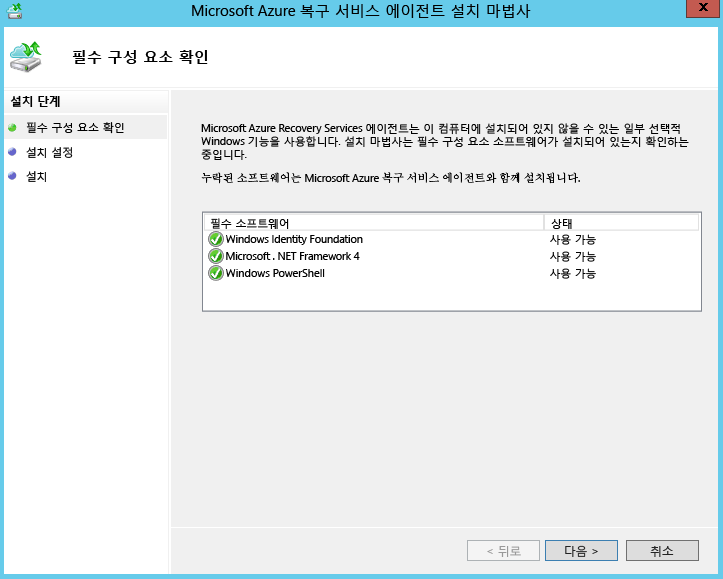 Microsoft Azure 복구 서비스 에이전트 설치 마법사
x
필수 구성 요소 확인
설치 단계
필수 구성 요소 확인
설치 설정
설치
Microsoft Azure Recovery Services 에이전트는 이 컴퓨터에 설치되어 있지 않을 수 있는 일부 선택적
Windows 기능을 사용합니다. 설치 마법사는 필수 구성 요소 소프트웨어가 설치되어 있는지 확인하는
중입니다.
누락된 소프트웨어는 Microsoft Azure 복구 서비스 에이전트와 함께 설치됩니다.
필수 소프트웨어 상태
Windows Identity Foundation 사용 가능
Microsoft . NET Framework 4 사용 가능
Windows PowerShell 사용 가능
< 뒤로 다음 > 취소